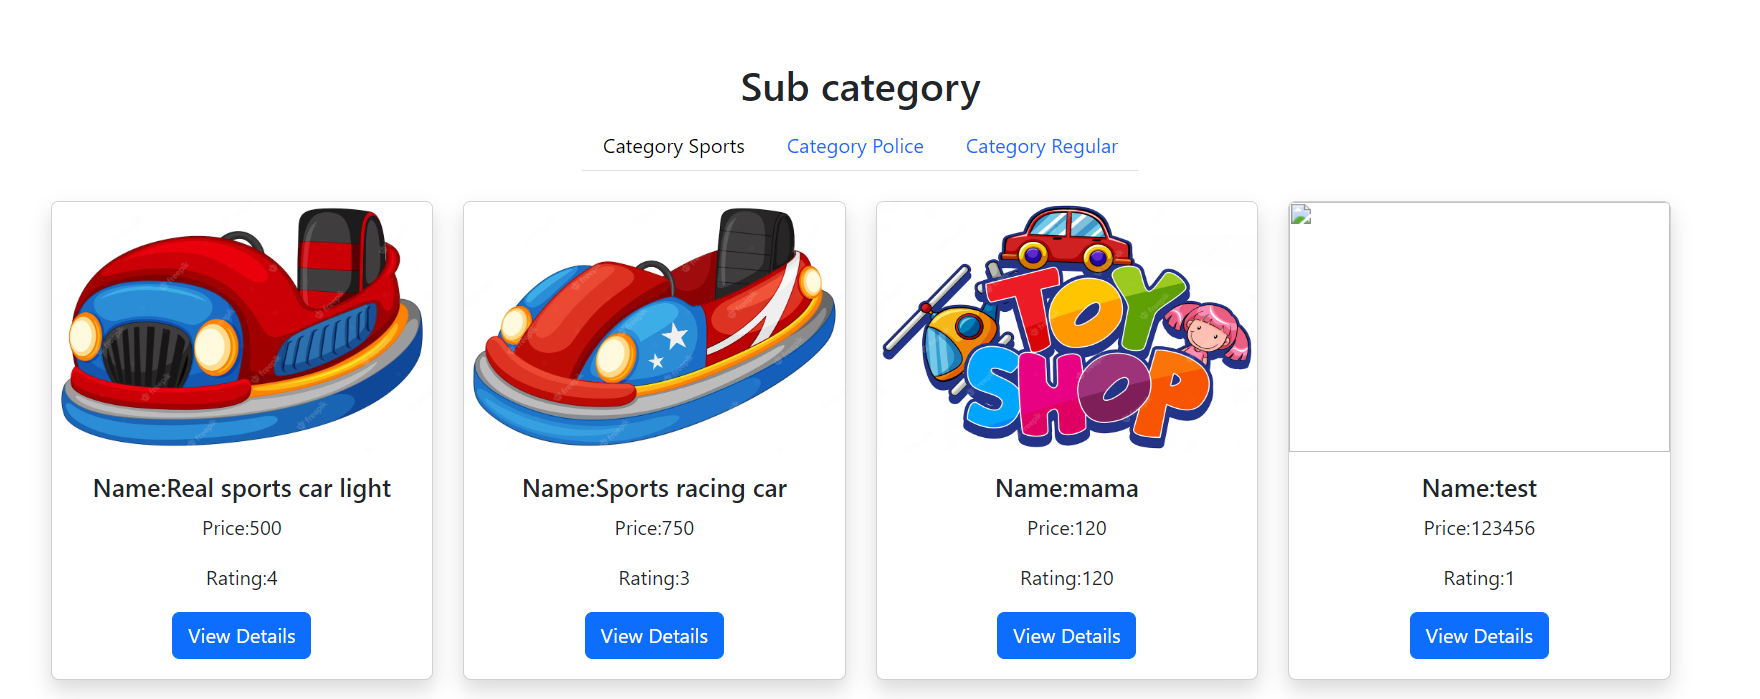 Sub category
Category Sports Category Police Category Regular
TOY
SHOP
Name:Real sports car light
Price:500
Rating:4
View Details
Name:Sports racing car
Price:750
Rating:3
View Details
Name:mama
Price:120
Rating:120
View Details
Name:test
Price:123456
Rating:1
View Details